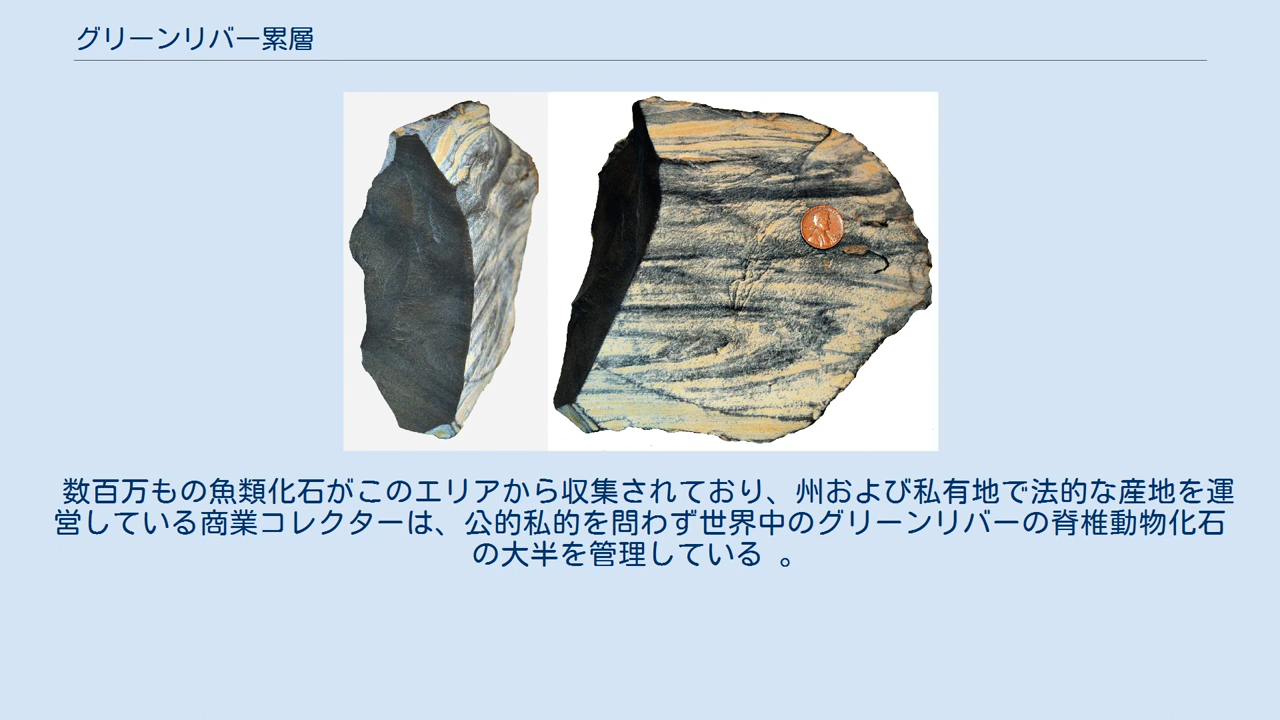 グリーンリバー累層
数百万もの魚類化石がこのエリアから収集されており、州および私有地で法的な産地を運
営している商業コレクターは、公的私的を問わず世界中のグリーンリバーの脊椎動物化石
の大半を管理している 。